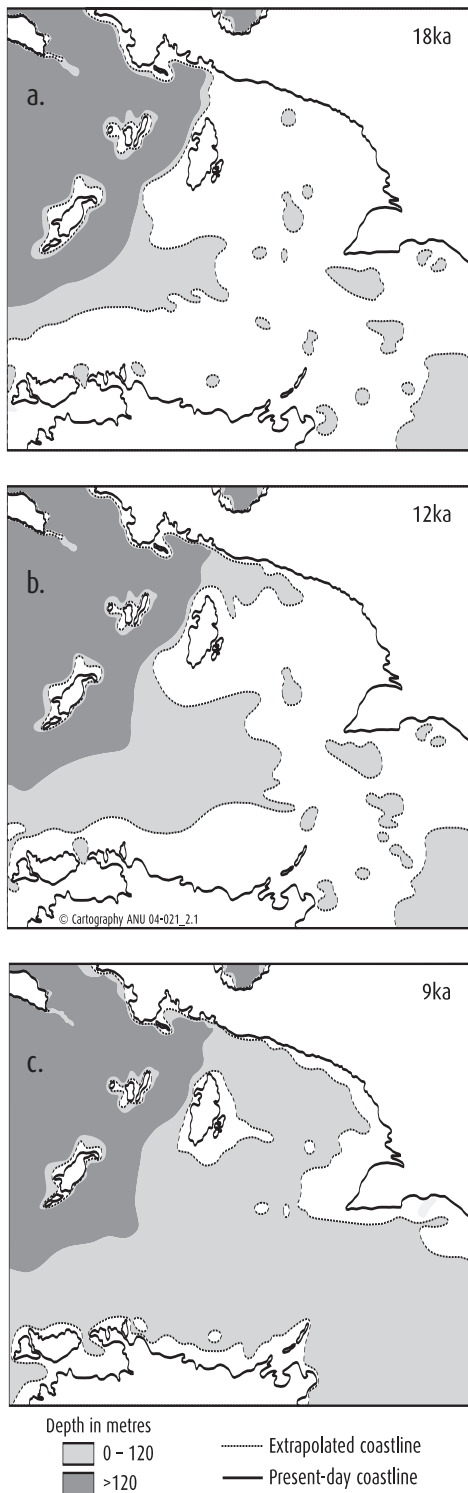 18ka
a.
12ka
b.
© Cartography ANU 04-021_2.1
9ka
c.
Depth in metres
0 – 120
>120
Extrapolated coastline
Present-day coastline